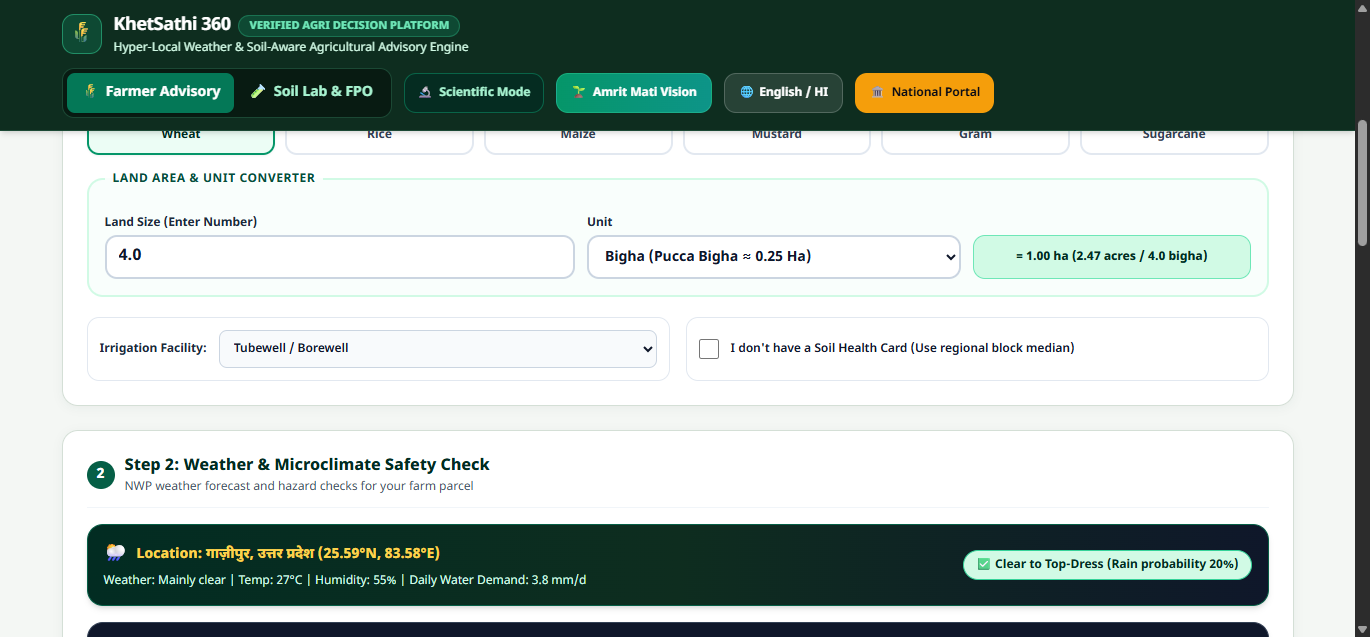 KhetSathi 360 VERIFIED AGRI DECISION PLATFORM
Hyper-Local Weather & Soil-Aware Agricultural Advisory Engine
Farmer Advisory Soil Lab & FPO Scientific Mode Amrit Mati Vision English / HI National Portal
Wheat Rice Maize Mustard Gram Sugarcane
LAND AREA & UNIT CONVERTER
Land Size (Enter Number) Unit
4.0 Bigha (Pucca Bigha ≈ 0.25 Ha) = 1.00 ha (2.47 acres / 4.0 bigha)
Irrigation Facility: Tubewell / Borewell I don't have a Soil Health Card (Use regional block median)
2 Step 2: Weather & Microclimate Safety Check
NWP weather forecast and hazard checks for your farm parcel
Location: गाज़ीपुर, उत्तर प्रदेश (25.59°N, 83.58°E)
Weather: Mainly clear | Temp: 27°C | Humidity: 55% | Daily Water Demand: 3.8 mm/d
Clear to Top-Dress (Rain probability 20%)